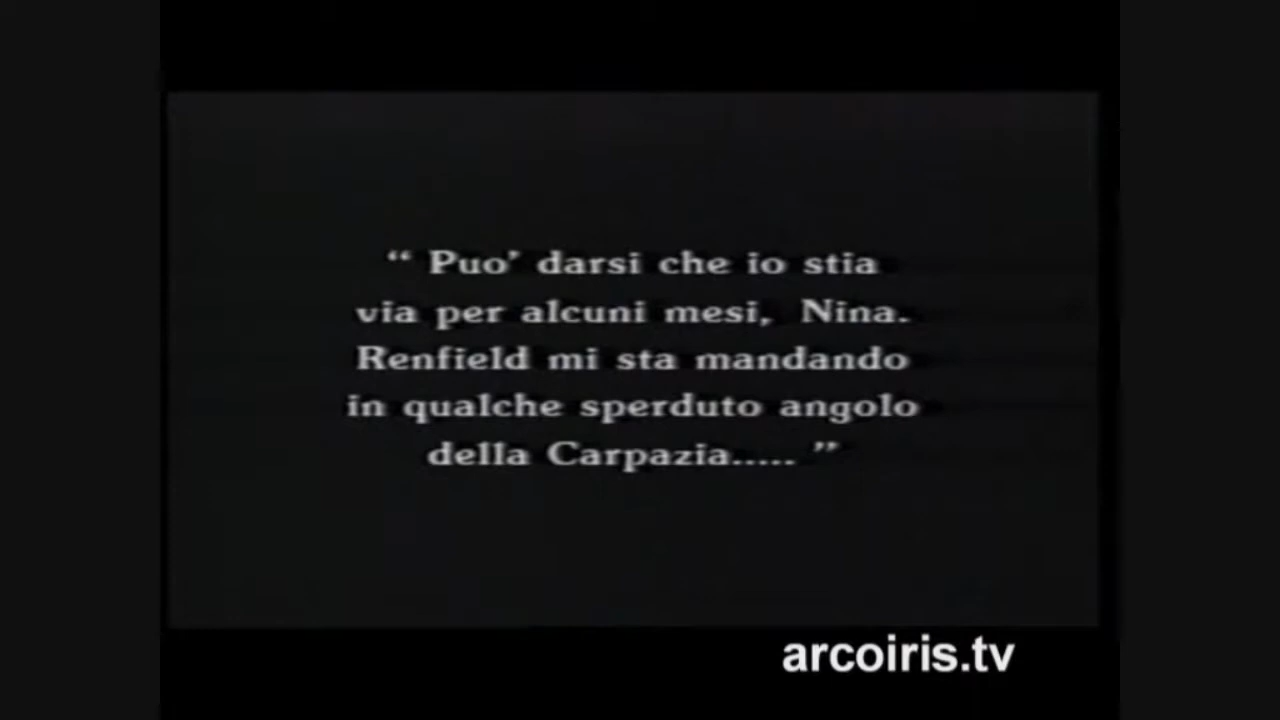 “ Puo’ darsi che io stia
via per alcuni mesi, Nina.
Renfield mi sta mandando
in qualche sperduto angolo
della Carpazia..... ”
arcoiris.tv